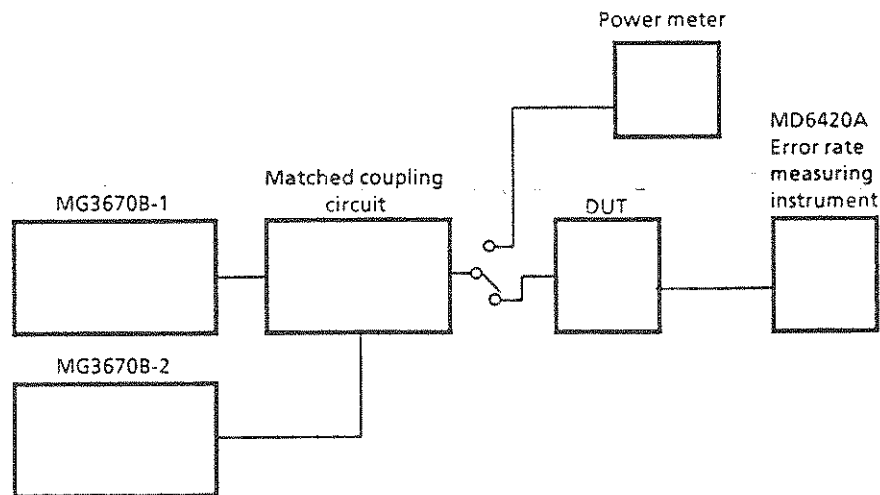 Power meter
MD6420A
Error rate
measuring
instrument
Matched coupling
circuit
MG3670B-1
DUT
MG3670B-2